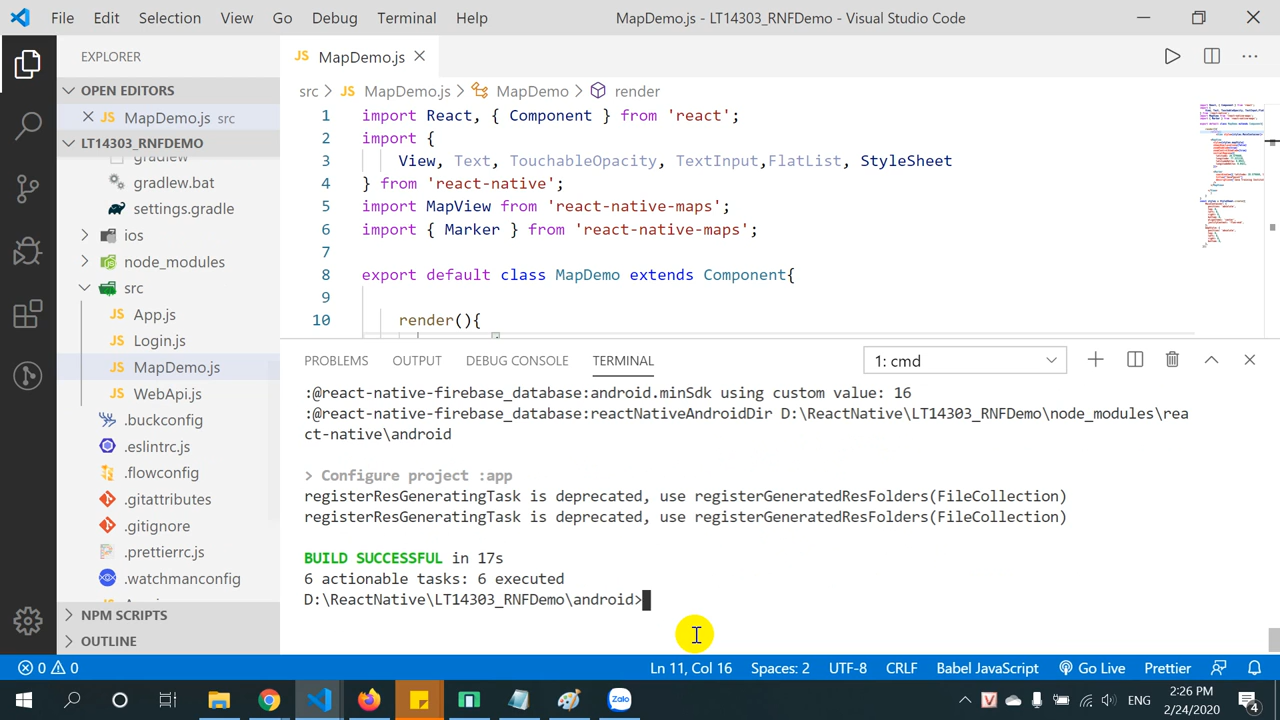 File Edit Selection View Go Debug Terminal Help MapDemo.js - LT14303_RNFDemo - Visual Studio Code
EXPLORER
OPEN EDITORS
MapDemo.js src
LT14303_RNFDEMO
gradlew
gradlew.bat
settings.gradle
ios
node_modules
src
App.js
Login.js
MapDemo.js
WebApi.js
.buckconfig
.eslintrc.js
.flowconfig
.gitattributes
.gitignore
.prettierrc.js
.watchmanconfig
NPM SCRIPTS
OUTLINE
JS MapDemo.js
src > JS MapDemo.js > MapDemo > render
1 import React, { Component } from 'react';
2 import {
3 View, Text, TouchableOpacity, TextInput,FlatList, StyleSheet
4 } from 'react-native';
5 import MapView from 'react-native-maps';
6 import { Marker } from 'react-native-maps';
7
8 export default class MapDemo extends Component{
9
10 render(){
PROBLEMS OUTPUT DEBUG CONSOLE TERMINAL 1: cmd
:@react-native-firebase_database:android.minSdk using custom value: 16
:@react-native-firebase_database:reactNativeAndroidDir D:\ReactNative\LT14303_RNFDemo\node_modules\rea
ct-native\android
> Configure project :app
registerResGeneratingTask is deprecated, use registerGeneratedResFolders(FileCollection)
registerResGeneratingTask is deprecated, use registerGeneratedResFolders(FileCollection)
BUILD SUCCESSFUL in 17s
6 actionable tasks: 6 executed
D:\ReactNative\LT14303_RNFDemo\android>
0 0 Ln 11, Col 16 Spaces: 2 UTF-8 CRLF Babel JavaScript Go Live Prettier
Zalo ENG 2:26 PM
2/24/2020 4